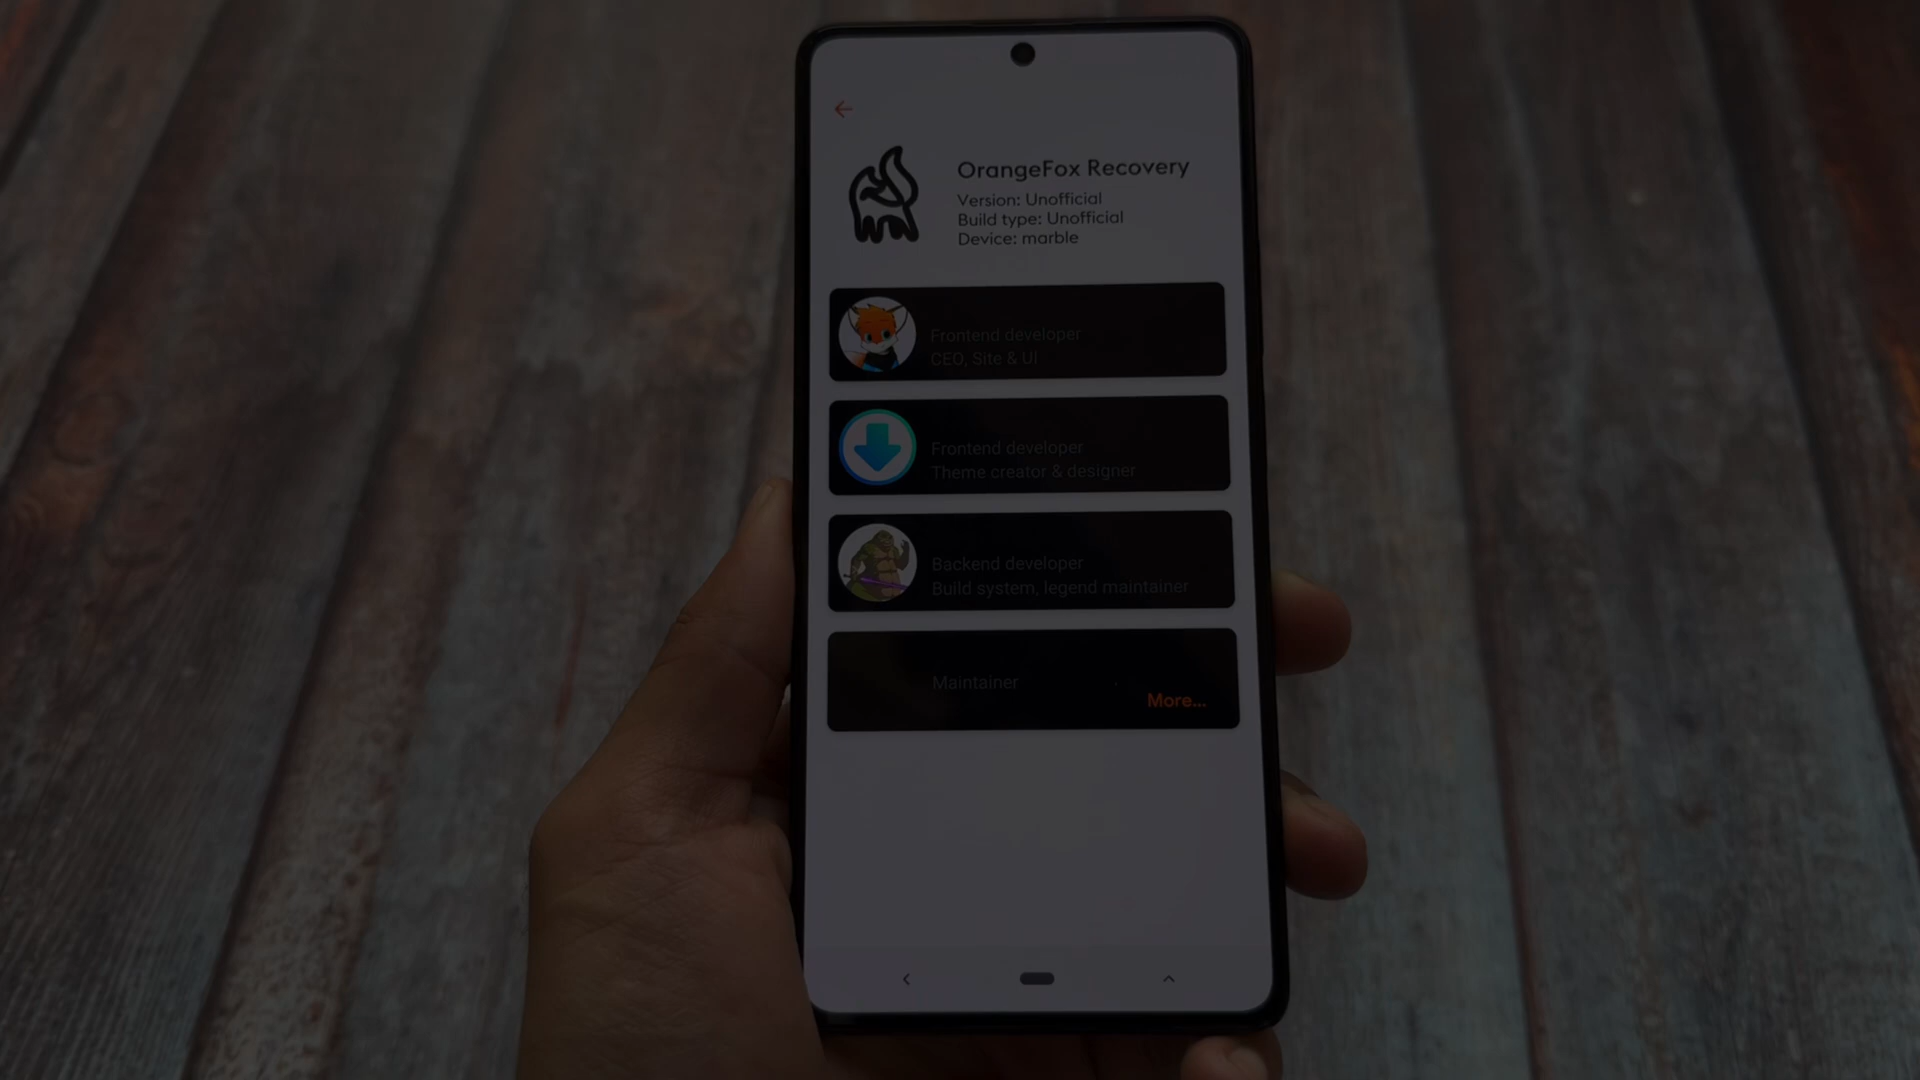 OrangeFox Recovery
Version: Unofficial
Build type: Unofficial
Device: marble
Frontend developer
CEO, Site & UI
Frontend developer
Theme creator & designer
Backend developer
Build system, legend maintainer
Maintainer
More...